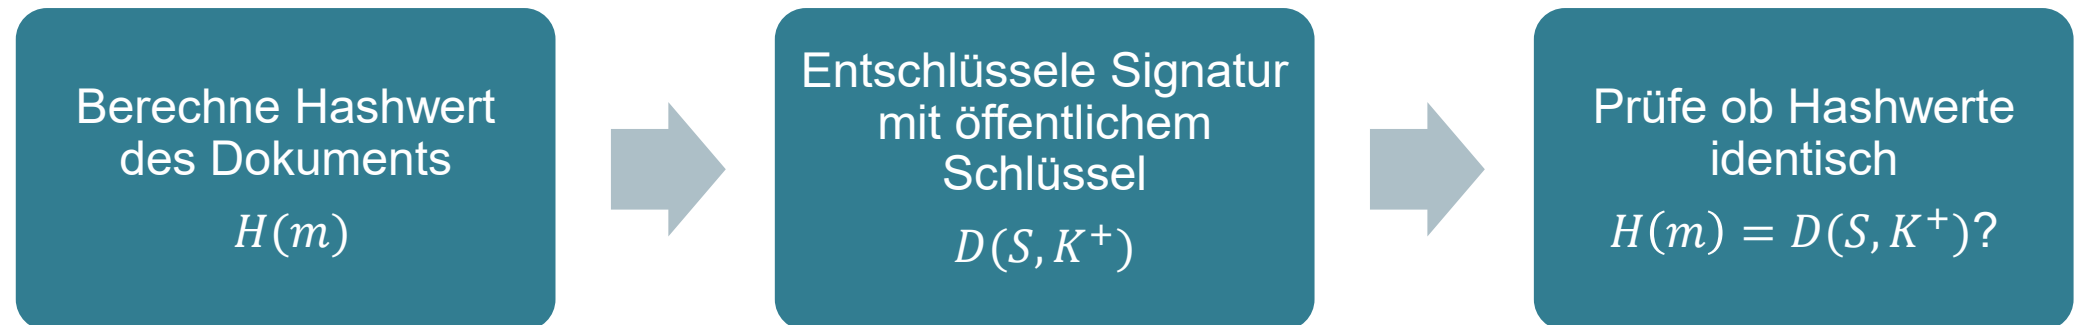 Berechne Hashwert
des Dokuments
H(m)
Entschlüssele Signatur
mit öffentlichem
Schlüssel
D(S, K⁺)
Prüfe ob Hashwerte
identisch
H(m) = D(S, K⁺)?